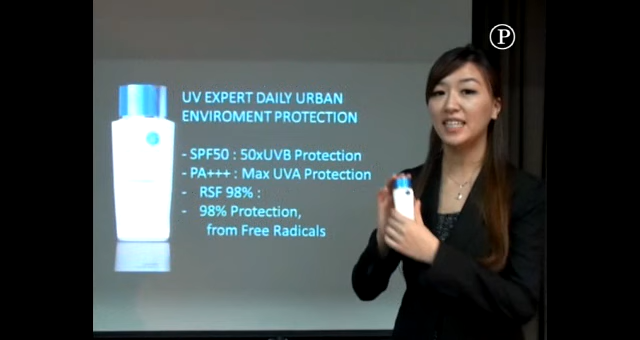 P
UV EXPERT DAILY URBAN
ENVIROMENT PROTECTION
- SPF50 : 50xUVB Protection
- PA+++ : Max UVA Protection
- RSF 98% :
- 98% Protection,
from Free Radicals